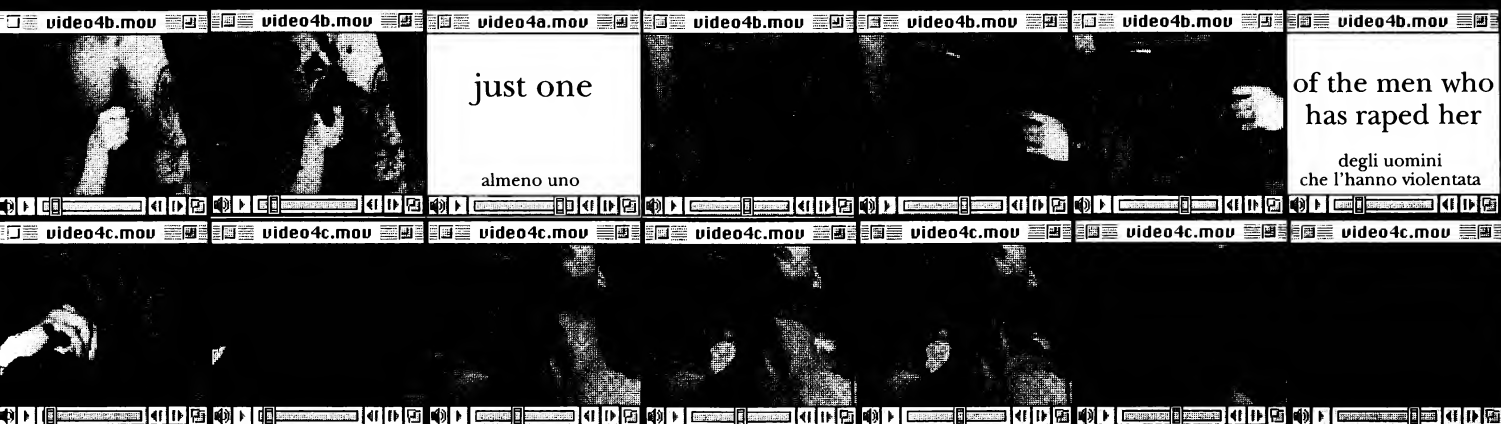 video4b.mov
video4b.mov
video4a.mov
video4b.mov
video4b.mov
video4b.mov
video4b.mov
just one
almeno uno
of the men who
has raped her
degli uomini
che l'hanno violentata
video4c.mov
video4c.mov
video4c.mov
video4c.mov
video4c.mov
video4c.mov
video4c.mov